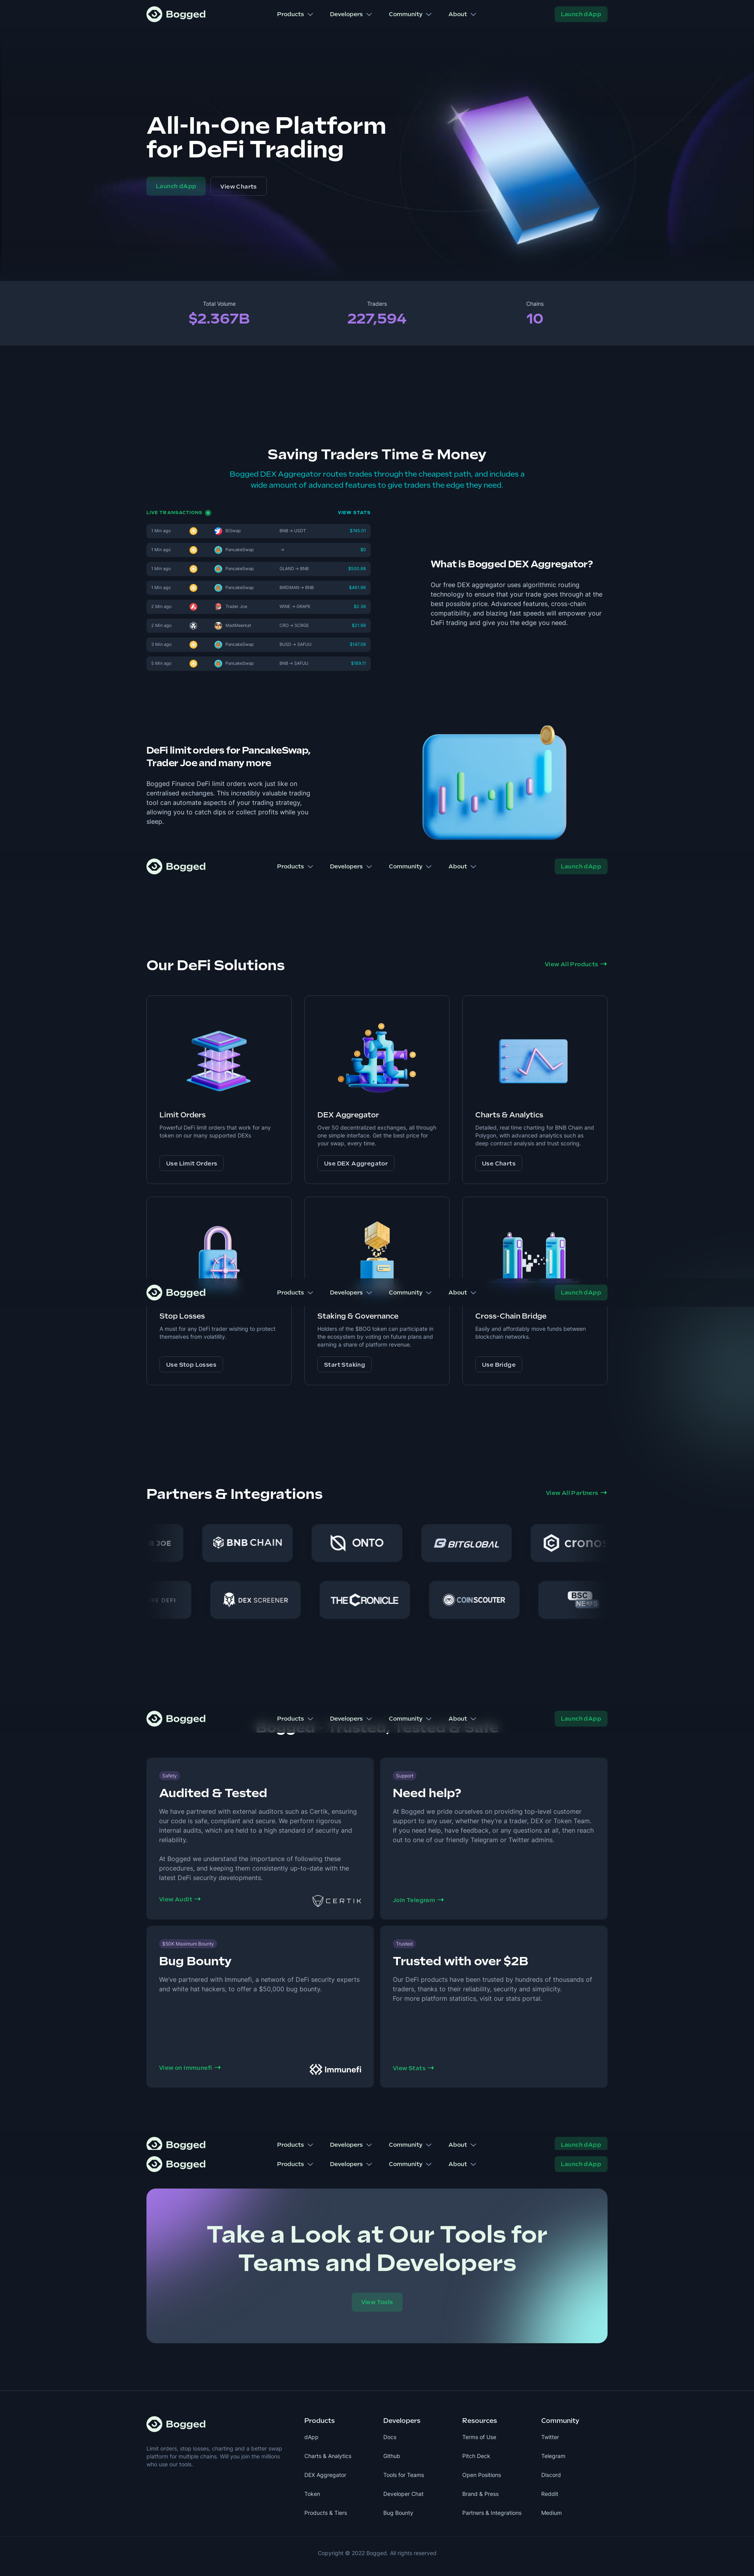 Bogged
Products
Developers
Community
About
Launch dApp
All-In-One Platform
for DeFi Trading
Launch dApp
View Charts
Total Volume
$2.367B
Traders
227,594
Chains
10
Saving Traders Time & Money
Bogged DEX Aggregator routes trades through the cheapest path, and includes a
wide amount of advanced features to give traders the edge they need.
LIVE TRANSACTIONS
VIEW STATS
1 Min ago BiSwap BNB → USDT $745.01
1 Min ago PancakeSwap → $0
1 Min ago PancakeSwap GLAND → BNB
1 Min ago PancakeSwap BIRDMAN → BNB
2 Min ago Trader Joe WINE → GRAPE
2 Min ago MadMeerkat CRO → SCRGE
3 Min ago PancakeSwap BUSD → SAFUU
5 Min ago PancakeSwap BNB → SAFUU
What is Bogged DEX Aggregator?
Our free DEX aggregator uses algorithmic routing
technology to ensure that your trade goes through at the
best possible price. Advanced features, cross-chain
compatibility, and blazing fast speeds will empower your
DeFi trading and give you the edge you need.
DeFi limit orders for PancakeSwap,
Trader Joe and many more
Bogged Finance DeFi limit orders work just like on
centralised exchanges. This incredibly valuable trading
tool can automate aspects of your trading strategy,
allowing you to catch dips or collect profits while you
sleep.
Bogged
Products
Developers
Community
About
Launch dApp
Our DeFi Solutions
View All Products →
Limit Orders
Powerful DeFi limit orders that work for any
token on our many supported DEXs
Use Limit Orders
DEX Aggregator
Over 50 decentralized exchanges, all through
one simple interface. Get the best price for
your swap, every time.
Use DEX Aggregator
Charts & Analytics
Detailed, real time charting for BNB Chain and
Polygon, with advanced analytics such as
deep contract analysis and trust scoring.
Use Charts
Bogged
Products
Developers
Community
About
Launch dApp
Stop Losses
A must for any DeFi trader wishing to protect
themselves from volatility.
Use Stop Losses
Staking & Governance
Holders of the $BOG token can participate in
the ecosystem by voting on future plans and
earning a share of platform revenue.
Start Staking
Cross-Chain Bridge
Easily and affordably move funds between
blockchain networks.
Use Bridge
Partners & Integrations
View All Partners →
R JOE
BNB CHAIN
ONTO
BITGLOBAL
cronos
DEFI
DEX SCREENER
THE CRONICLE
COINSCOUTER
BSC
NEWS
Bogged
Products
Developers
Community
About
Launch dApp
Bogged - Trusted, Tested & Safe
Safety
Audited & Tested
We have partnered with external auditors such as Certik, ensuring
our code is safe, compliant and secure. We perform rigorous
internal audits, which are held to a high standard of security and
reliability.
At Bogged we understand the importance of following these
procedures, and keeping them consistently up-to-date with the
latest DeFi security developments.
View Audit →
CERTIK
Support
Need help?
At Bogged we pride ourselves on providing top-level customer
support to any user, whether they're a trader, DEX or Token Team.
If you need help, have feedback, or any questions at all, then reach
out to one of our friendly Telegram or Twitter admins.
Join Telegram →
$50K Maximum Bounty
Bug Bounty
We've partnered with Immunefi, a network of DeFi security experts
and white hat hackers, to offer a $50,000 bug bounty.
View on Immunefi →
Immunefi
Trusted
Trusted with over $2B
Our DeFi products have been trusted by hundreds of thousands of
traders, thanks to their reliability, security and simplicity.
For more platform statistics, visit our stats portal.
View Stats →
Bogged
Products
Developers
Community
About
Launch dApp
Bogged
Products
Developers
Community
About
Launch dApp
Take a Look at Our Tools for
Teams and Developers
View Tools
Bogged
Limit orders, stop losses, charting and a better swap
platform for multiple chains. Will you join the millions
who use our tools.
Products
dApp
Charts & Analytics
DEX Aggregator
Token
Products & Tiers
Developers
Docs
Github
Tools for Teams
Developer Chat
Bug Bounty
Resources
Terms of Use
Pitch Deck
Open Positions
Brand & Press
Partners & Integrations
Community
Twitter
Telegram
Discord
Reddit
Medium
Copyright © 2022 Bogged. All rights reserved